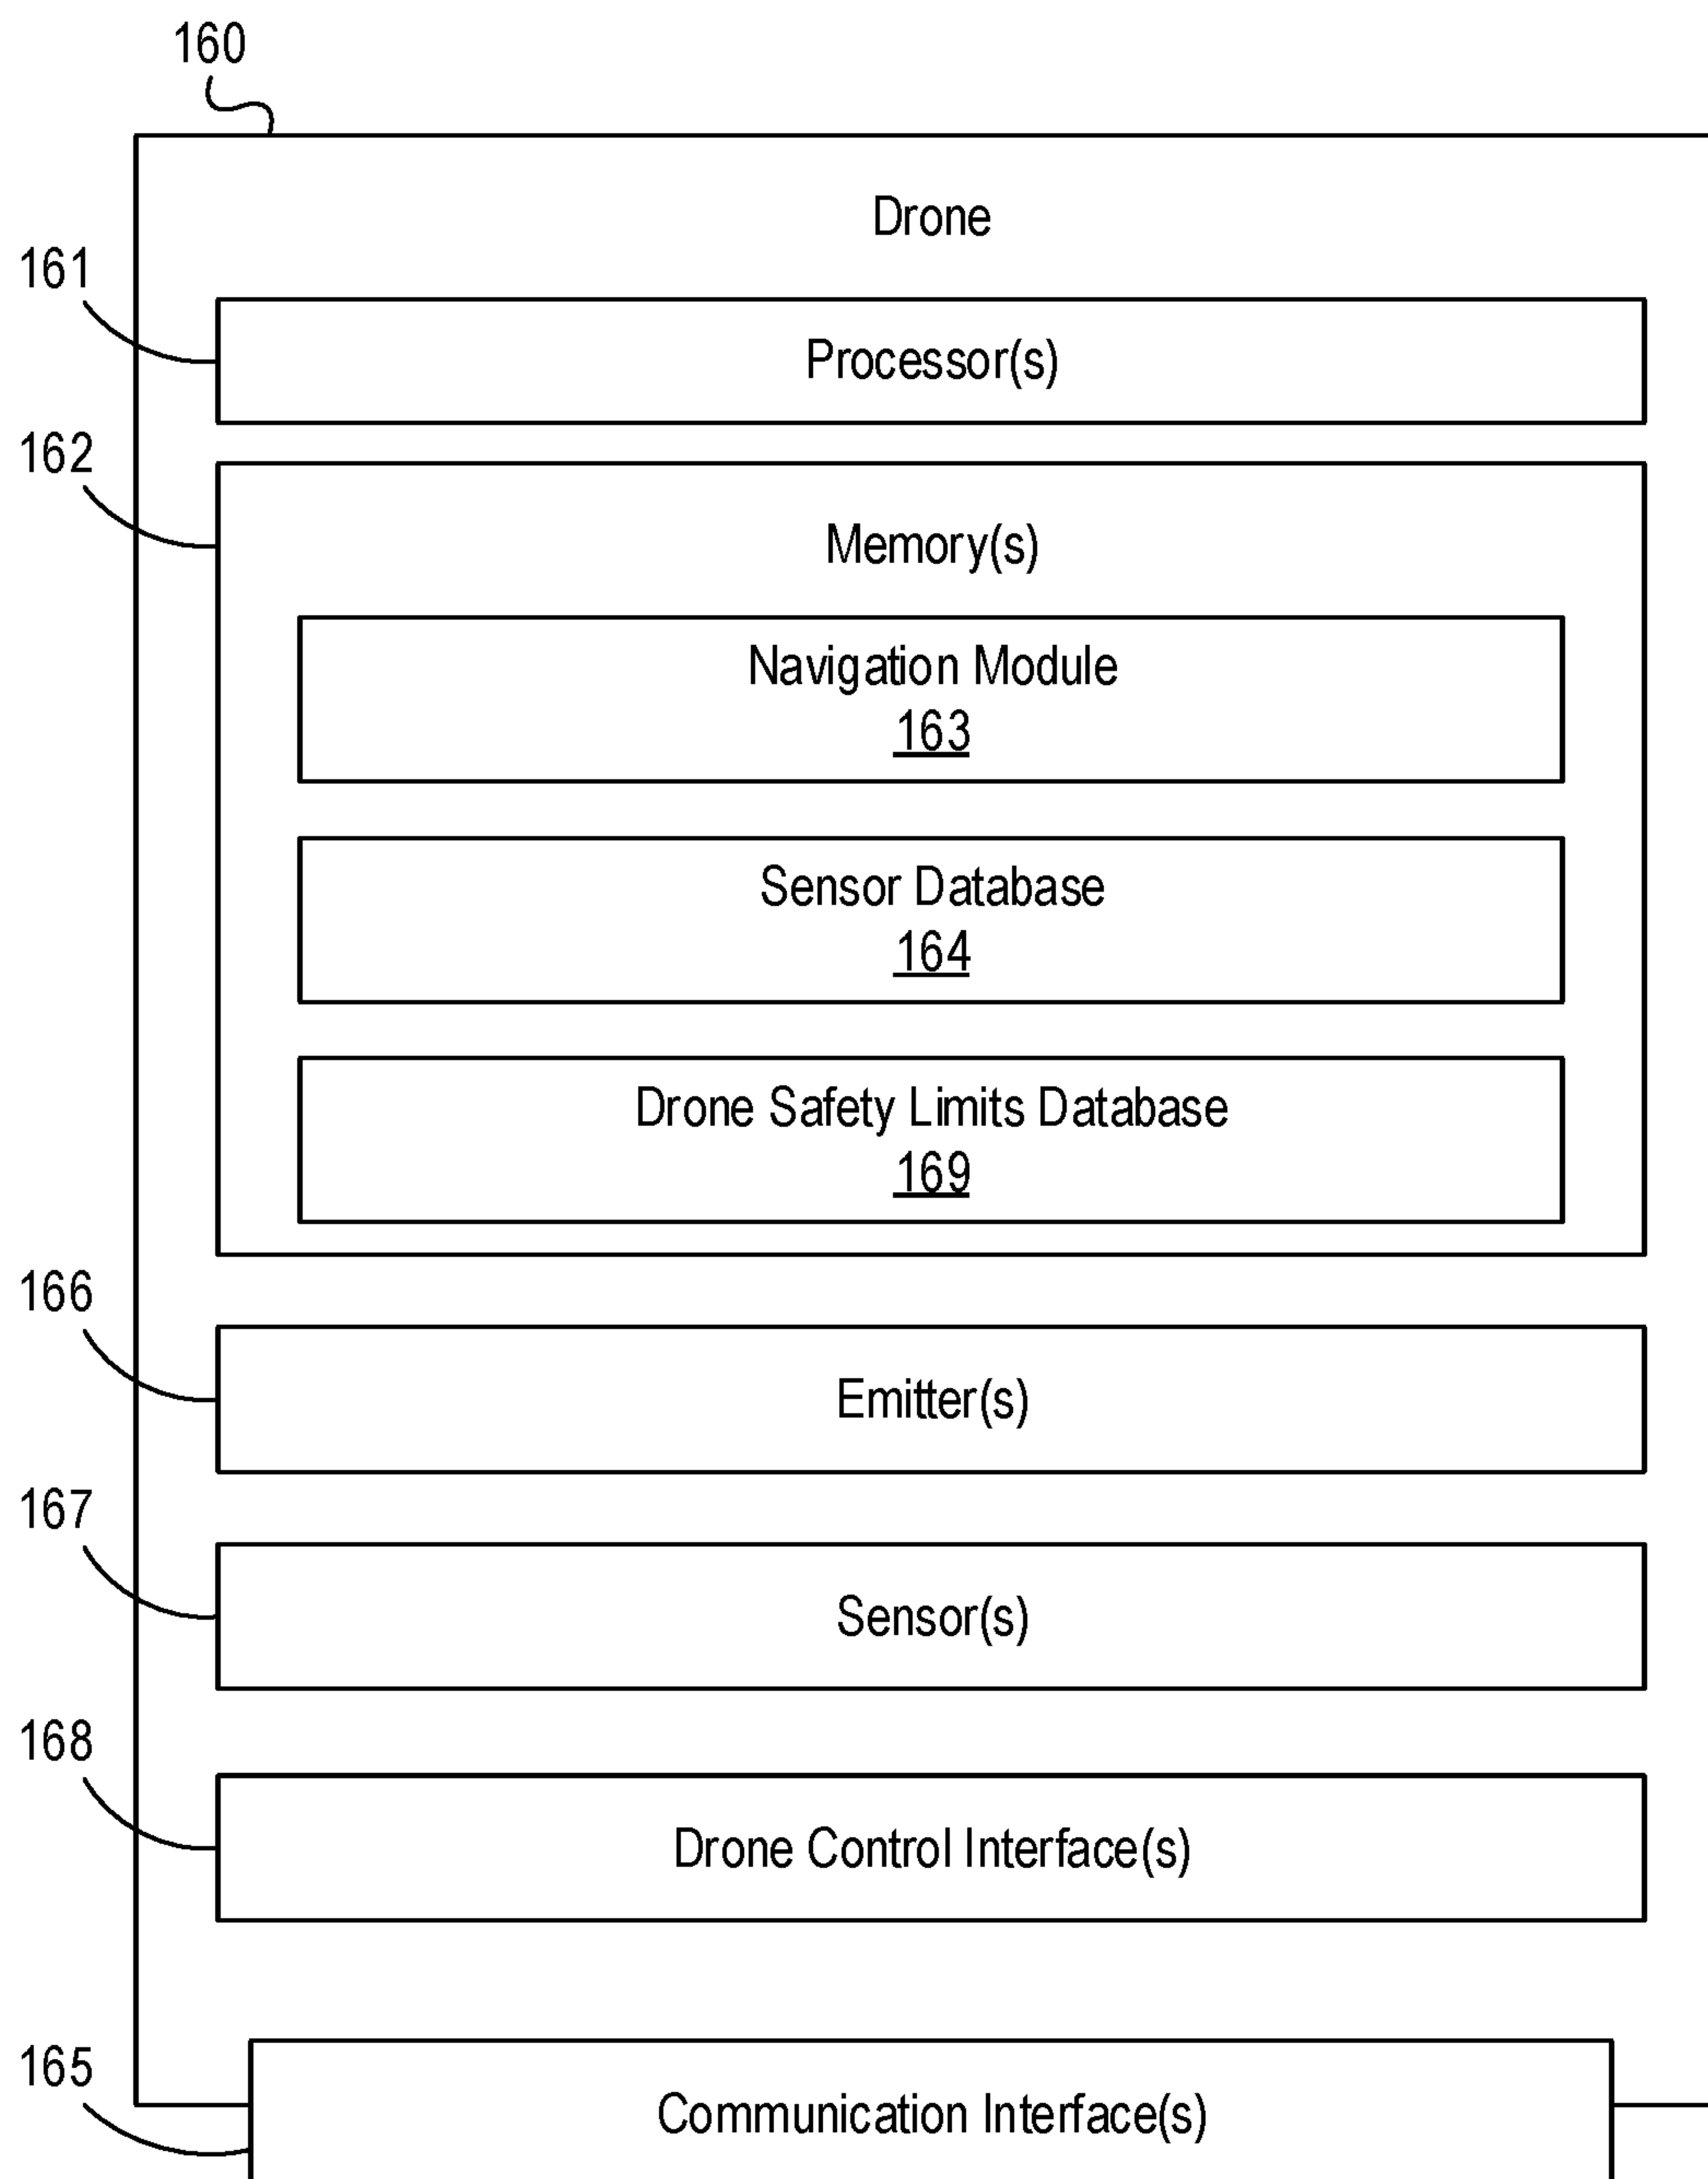 160
Drone
161
Processor(s)
162
Memory(s)
Navigation Module
163
Sensor Database
164
Drone Safety Limits Database
169
166
Emitter(s)
167
Sensor(s)
168
Drone Control Interface(s)
165
Communication Interface(s)